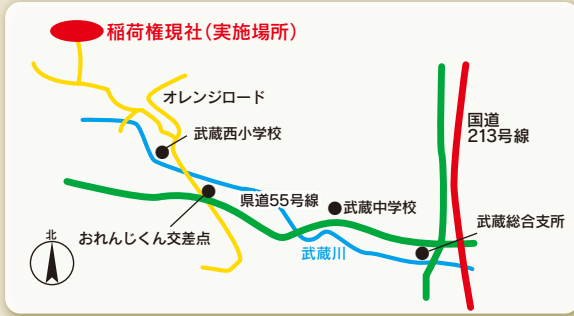 稲荷権現社（実施場所）
オレンジロード
武蔵西小学校
国道
213号線
県道55号線
武蔵中学校
武蔵総合支所
おれんじくん交差点
武蔵川
北